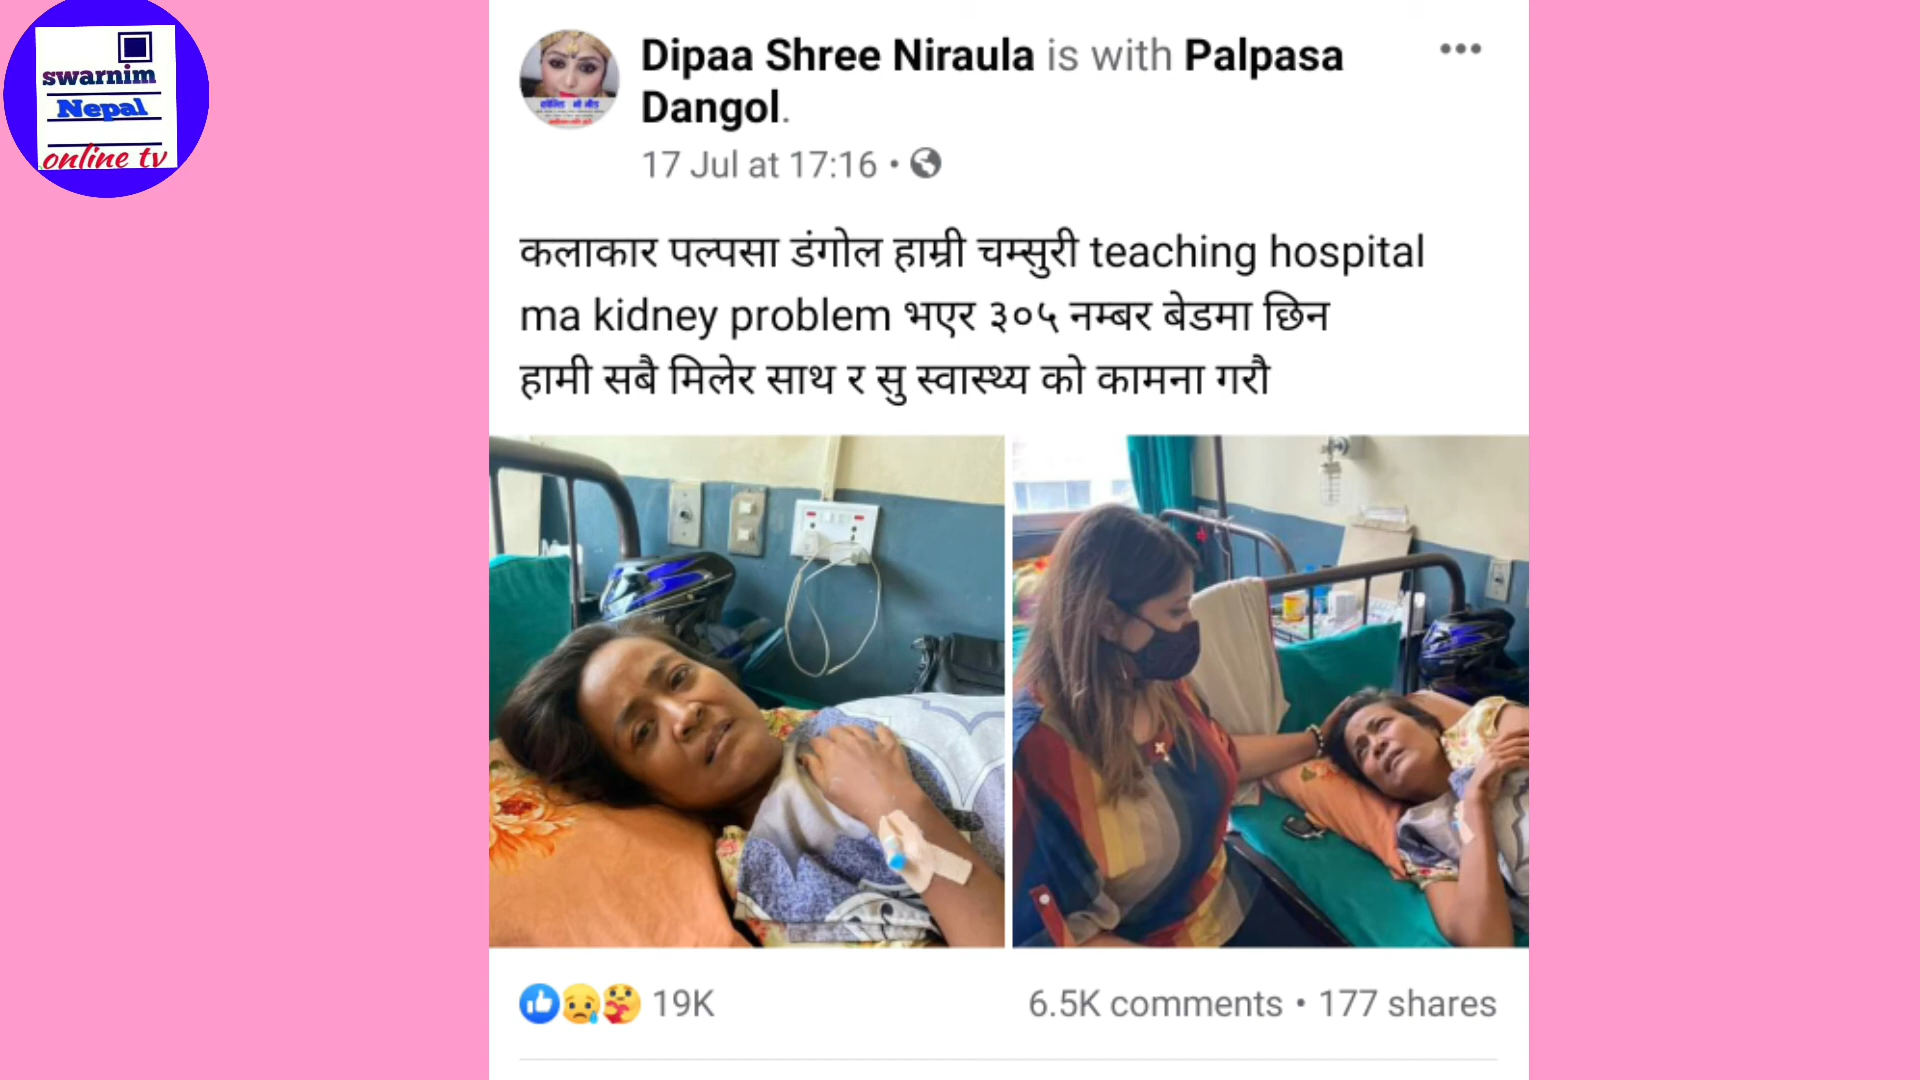 swarnim
Nepal
online tv
Dipaa Shree Niraula is with Palpasa
Dangol.
17 Jul at 17:16 •
कलाकार पल्पसा डंगोल हाम्री चम्सुरी teaching hospital
ma kidney problem भएर ३०५ नम्बर बेडमा छिन
हामी सबै मिलेर साथ र सु स्वास्थ्य को कामना गरौ
19K
6.5K comments • 177 shares